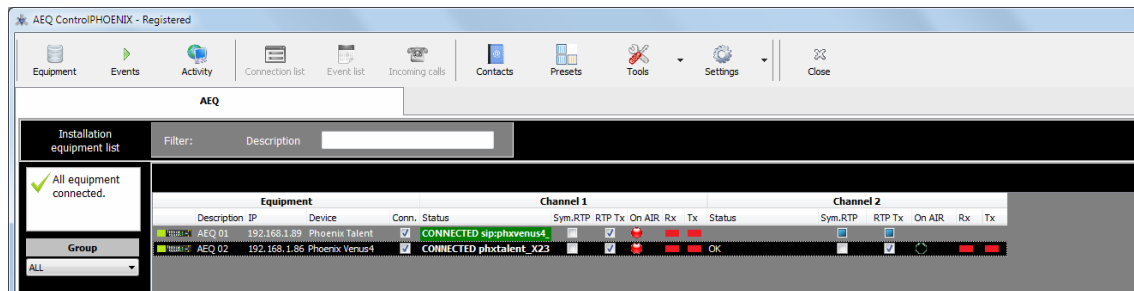 AEQ ControlPHOENIX - Registered
Equipment Events Activity Connection list Event list Incoming calls Contacts Presets Tools Settings Close
AEQ
Installation
equipment list
Filter: Description
All equipment
connected.
Equipment Channel 1 Channel 2
Description IP Device Conn. Status Sym.RTP RTP Tx On AIR Rx Tx Status Sym.RTP RTP Tx On AIR Rx Tx
AEQ 01 192.168.1.89 Phoenix Talent CONNECTED sip:phxvenus4_
AEQ 02 192.168.1.86 Phoenix Venus4 CONNECTED phxtalent_X23 OK
Group
ALL